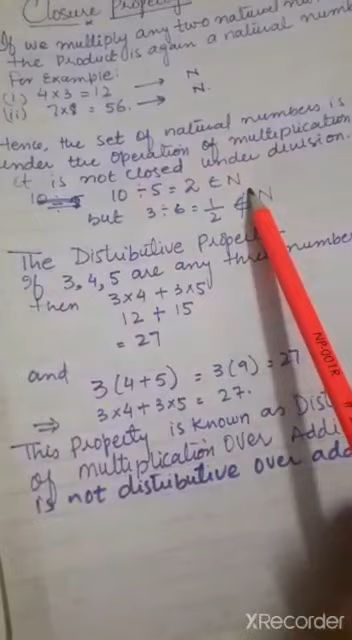 Closure Property
If we multiply any two natural
the Product is again a natural
For Example:
(i) 4×3 = 12 → N
(ii) 7×8 = 56. → N.
Hence, the set of natural numbers is
under the operation of multiplication
it is not closed under division.
10 ÷ 5 = 2 ∈ N
but 3 ÷ 6 = 1/2 ∉ N
The Distributive
If 3, 4, 5 are any three
then 3×4 + 3×5
12 + 15
= 27
and 3(4+5) = 3(9) = 27
⇒ 3×4 + 3×5 = 27.
This Property is Known as
of multiplication Over
is not distributive over
NP-001R
XRecorder